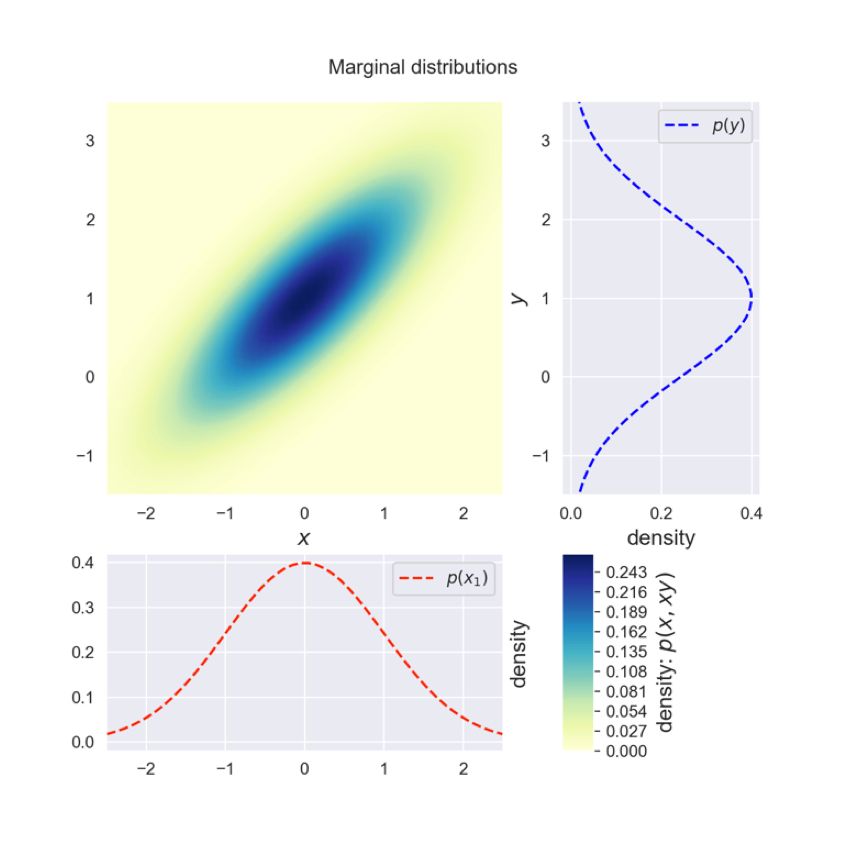 Marginal distributions
3
2
1
0
−1
−2 −1 0 1 2
x
y
3
2
1
0
−1
p(y)
0.0 0.2 0.4
density
0.4
0.3
0.2
0.1
0.0
p(x₁)
−2 −1 0 1 2
density
0.243
0.216
0.189
0.162
0.135
0.108
0.081
0.054
0.027
0.000
density: p(x, xy)